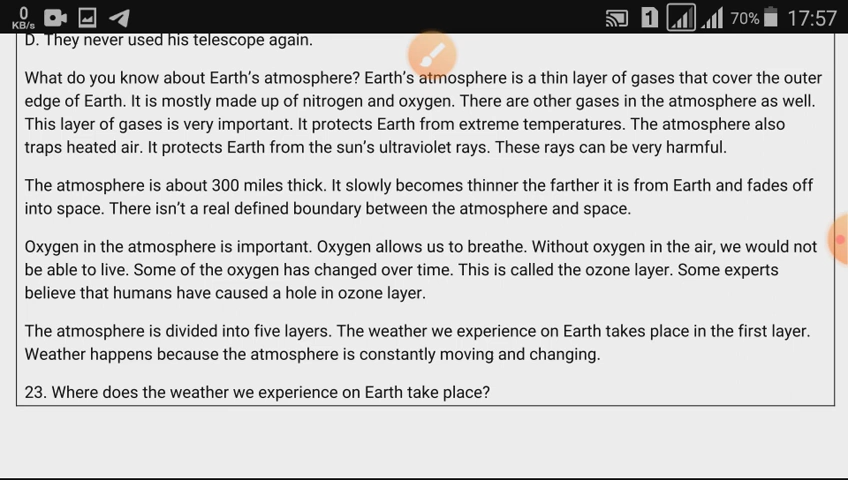 0
KB/s
1
70%
17:57
D. They never used his telescope again.
What do you know about Earth's atmosphere? Earth's atmosphere is a thin layer of gases that cover the outer
edge of Earth. It is mostly made up of nitrogen and oxygen. There are other gases in the atmosphere as well.
This layer of gases is very important. It protects Earth from extreme temperatures. The atmosphere also
traps heated air. It protects Earth from the sun's ultraviolet rays. These rays can be very harmful.
The atmosphere is about 300 miles thick. It slowly becomes thinner the farther it is from Earth and fades off
into space. There isn't a real defined boundary between the atmosphere and space.
Oxygen in the atmosphere is important. Oxygen allows us to breathe. Without oxygen in the air, we would not
be able to live. Some of the oxygen has changed over time. This is called the ozone layer. Some experts
believe that humans have caused a hole in ozone layer.
The atmosphere is divided into five layers. The weather we experience on Earth takes place in the first layer.
Weather happens because the atmosphere is constantly moving and changing.
23. Where does the weather we experience on Earth take place?